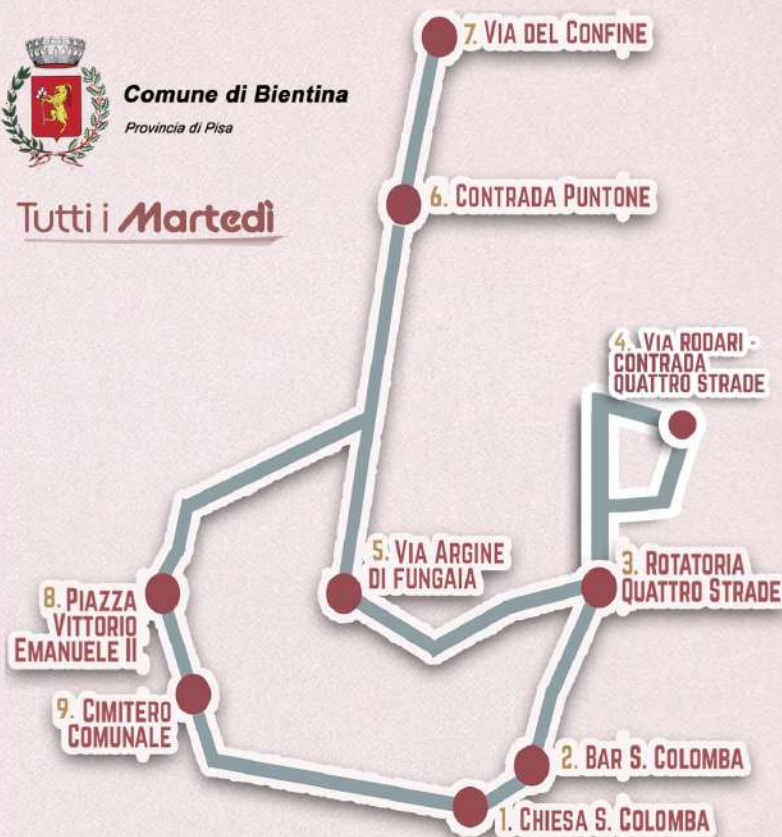 7. VIA DEL CONFINE
Comune di Bientina
Provincia di Pisa
Tutti i Martedì
6. CONTRADA PUNTONE
4. VIA RODARI -
CONTRADA
QUATTRO STRADE
5. VIA ARGINE
DI FUNGAIA
3. ROTATORIA
QUATTRO STRADE
8. PIAZZA
VITTORIO
EMANUELE II
9. CIMITERO
COMUNALE
2. BAR S. COLOMBA
1. CHIESA S. COLOMBA